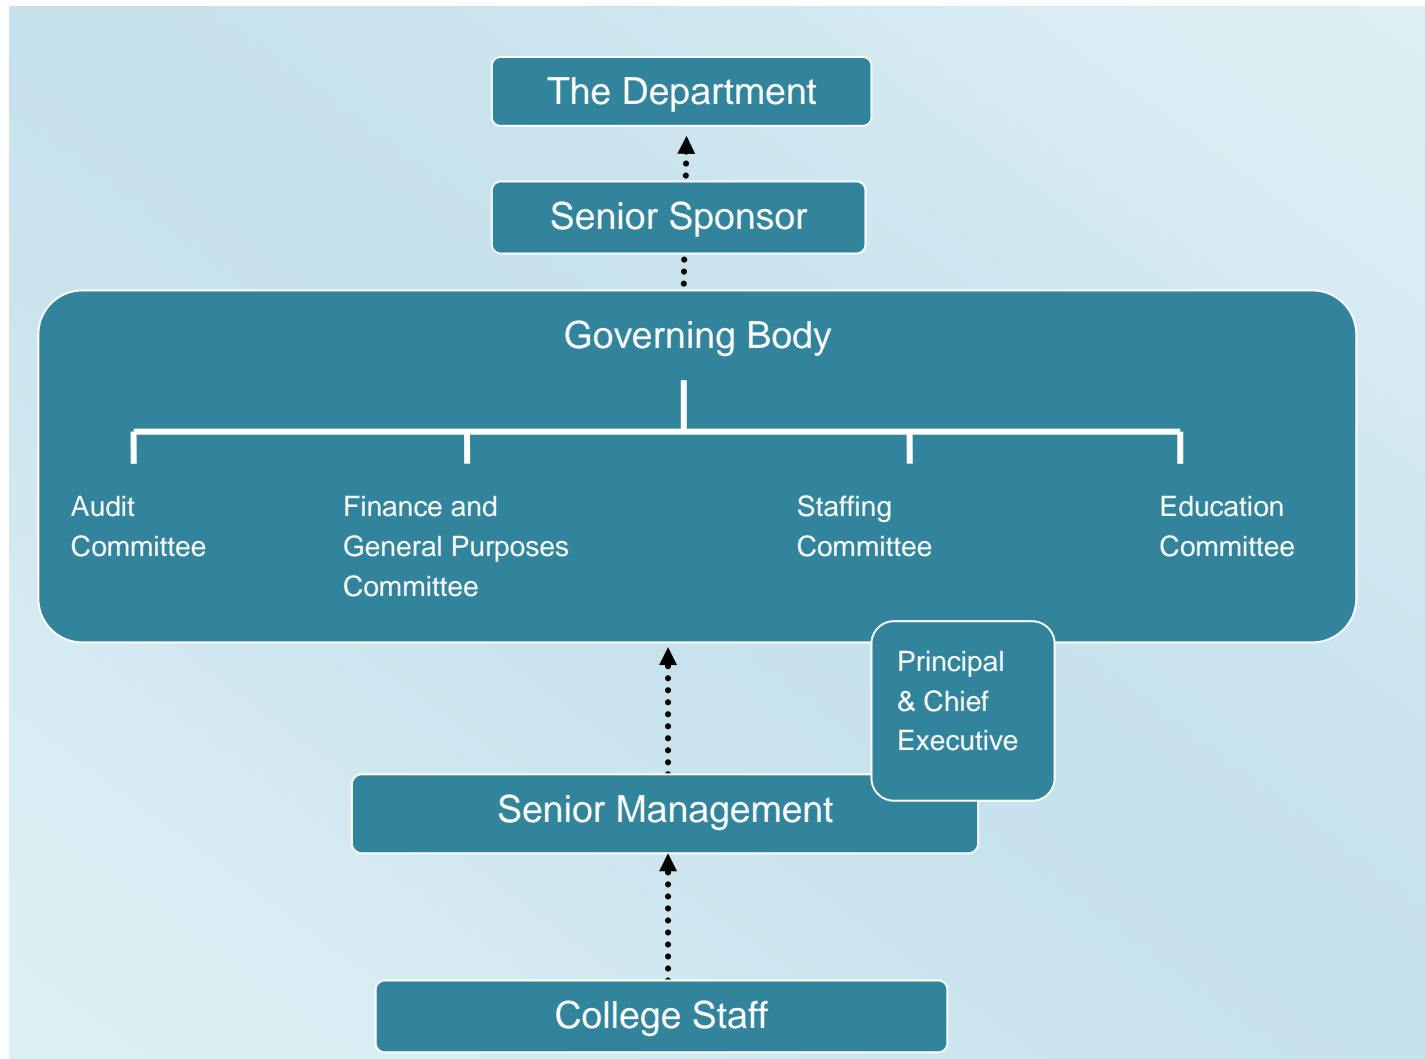 The Department
Senior Sponsor
Governing Body
Audit
Committee
Finance and
General Purposes
Committee
Staffing
Committee
Education
Committee
Principal
& Chief
Executive
Senior Management
College Staff